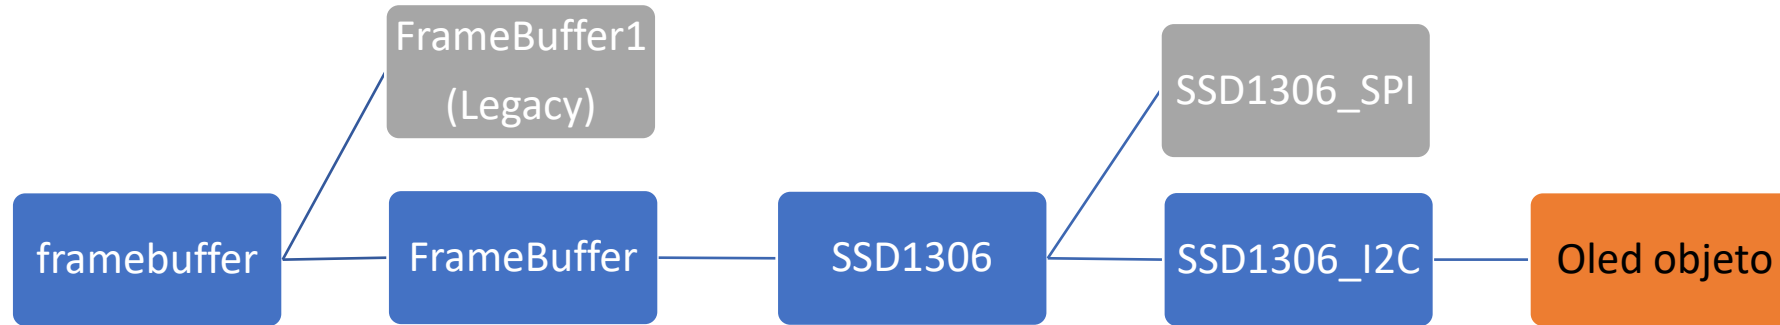 FrameBuffer1
(Legacy)
SSD1306_SPI
framebuffer
FrameBuffer
SSD1306
SSD1306_I2C
Oled objeto